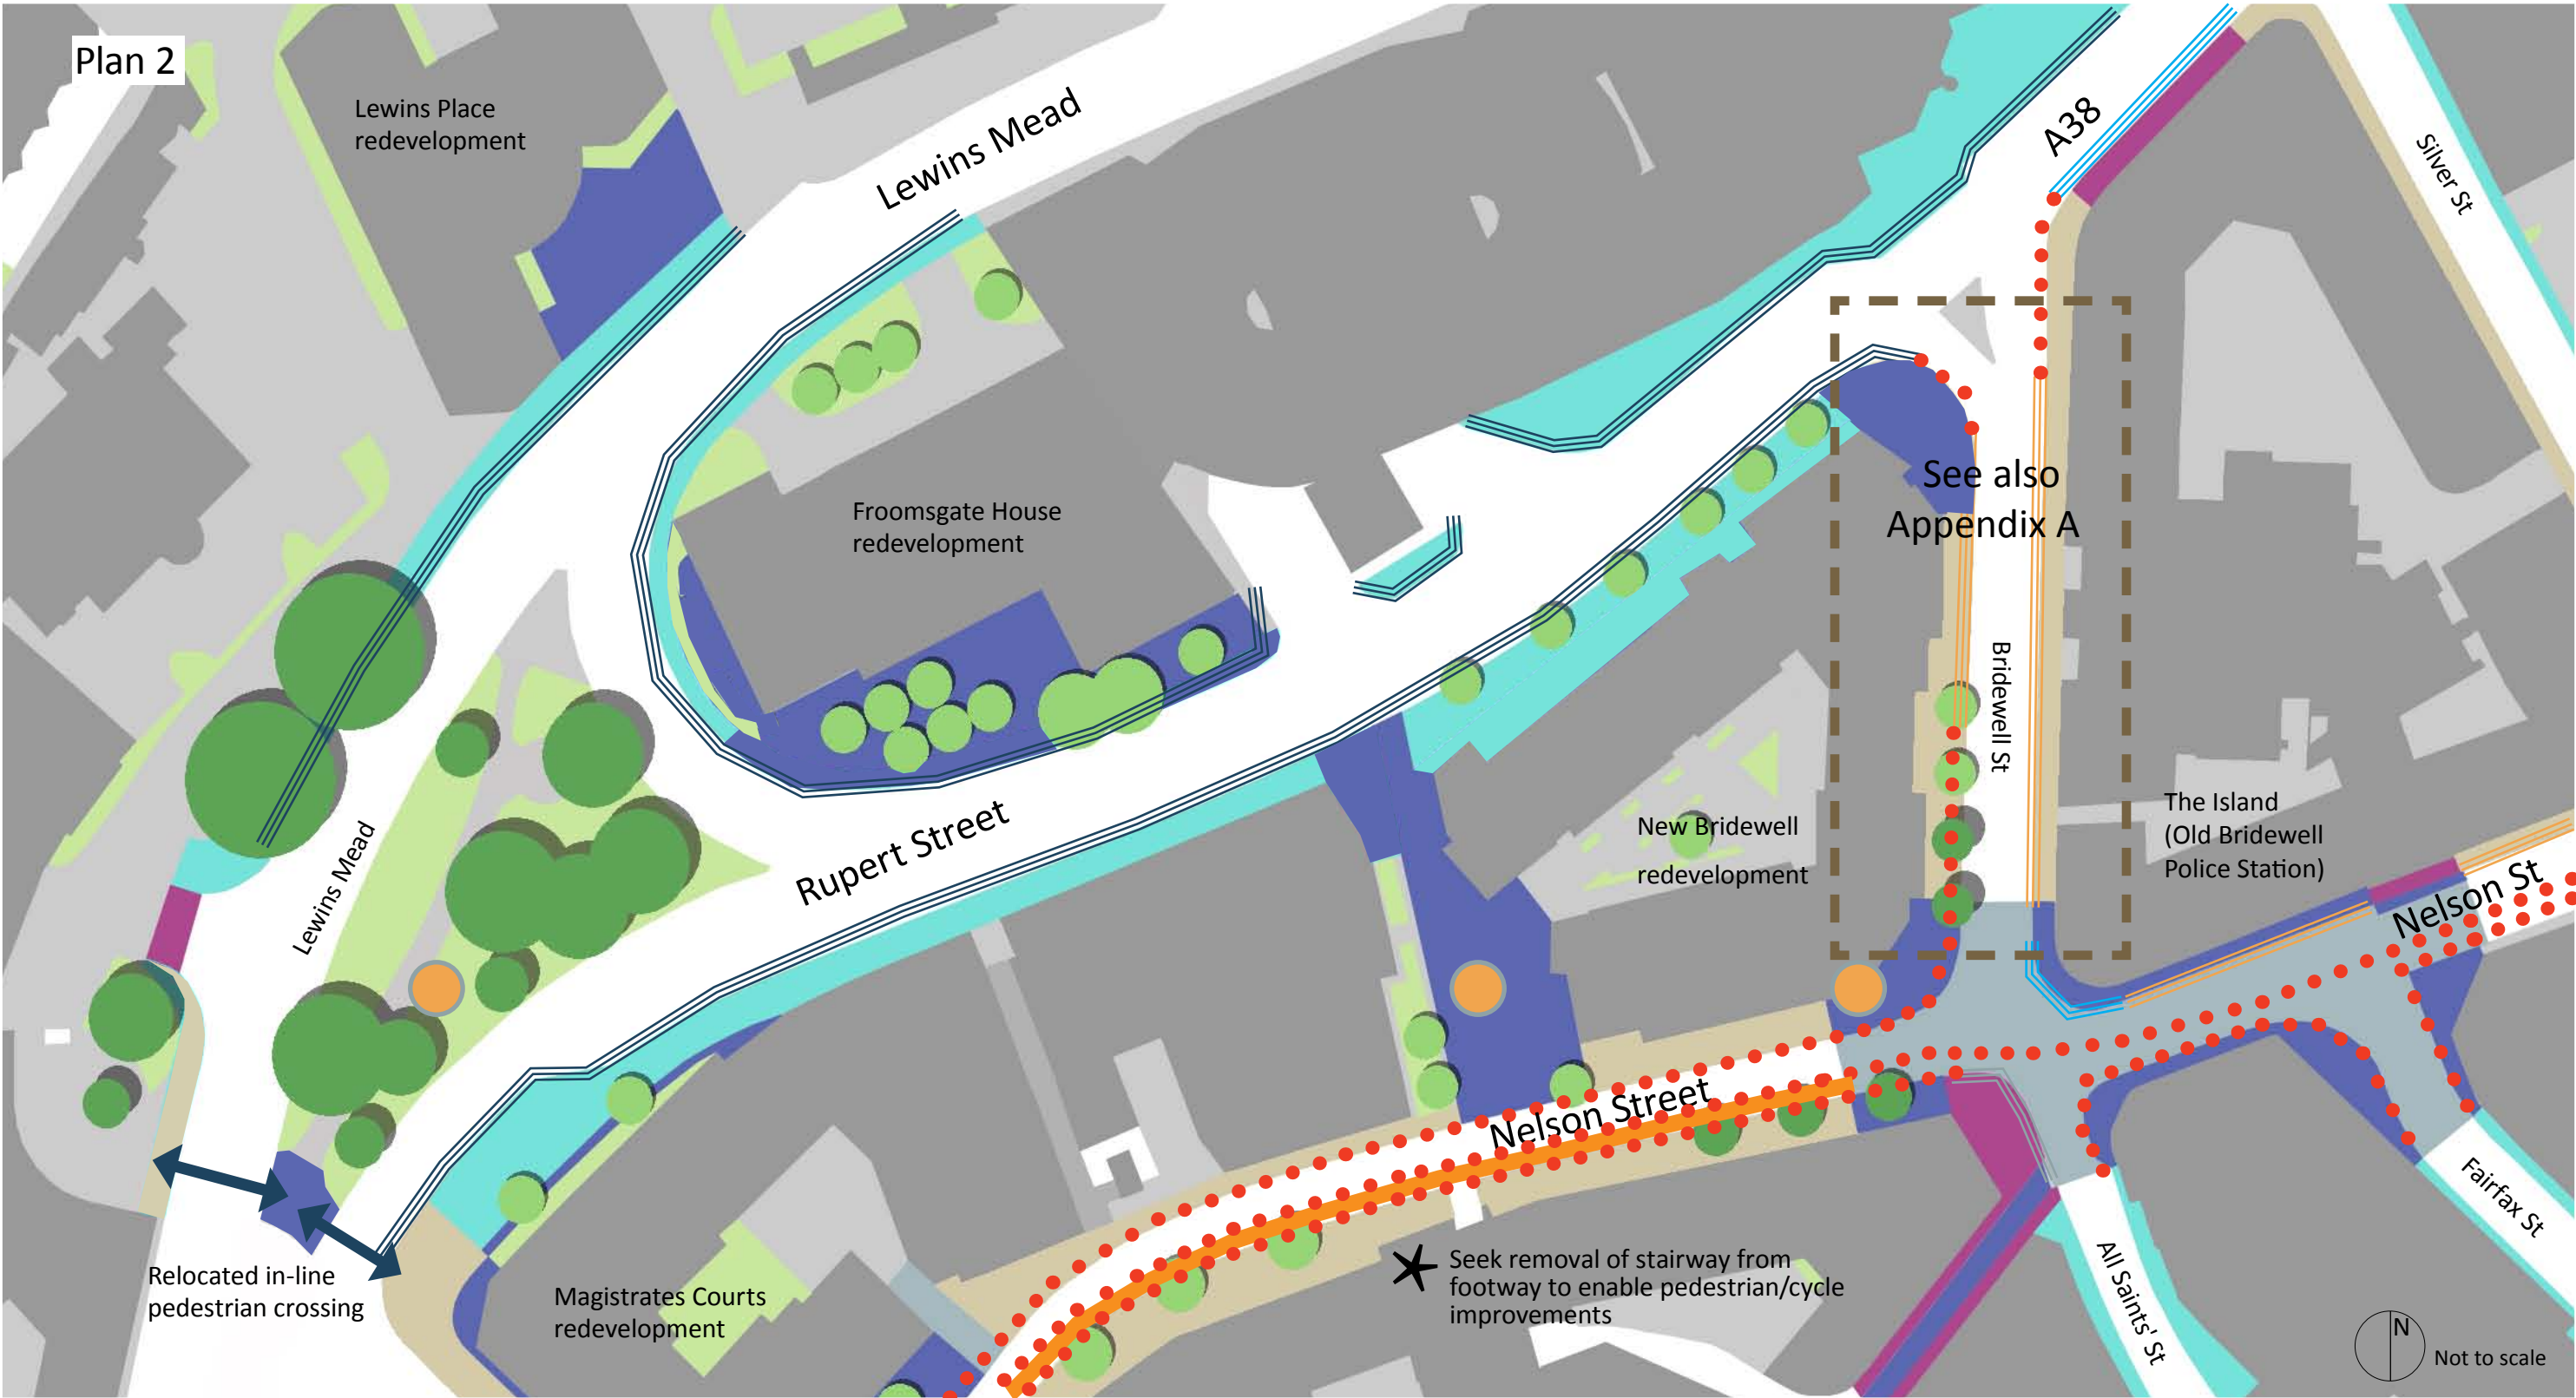 Plan 2
Lewins Place
redevelopment
Lewins Mead
A38
Silver St
Froomsgate House
redevelopment
See also
Appendix A
Bridewell St
New Bridewell
redevelopment
The Island
(Old Bridewell
Police Station)
Lewins Mead
Rupert Street
Nelson St
Nelson Street
Fairfax St
All Saints' St
Relocated in-line
pedestrian crossing
Magistrates Courts
redevelopment
Seek removal of stairway from
footway to enable pedestrian/cycle
improvements
N
Not to scale